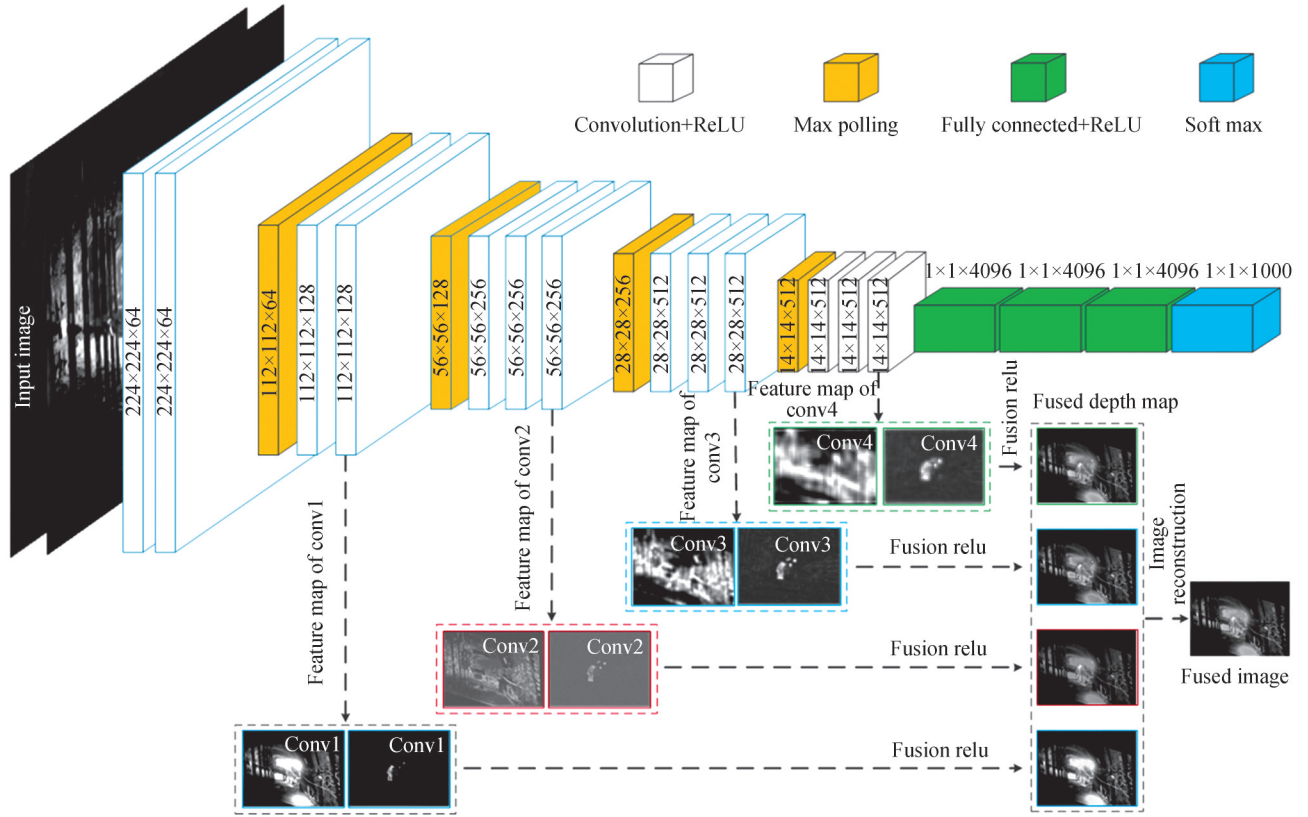 Convolution+ReLU
Max polling
Fully connected+ReLU
Soft max
Input image
224×224×64
224×224×64
112×112×64
112×112×128
112×112×128
56×56×128
56×56×256
56×56×256
56×56×256
28×28×256
28×28×512
28×28×512
28×28×512
14×14×512
14×14×512
14×14×512
14×14×512
1×1×4096
1×1×4096
1×1×4096
1×1×1000
Feature map of conv1
Feature map of conv2
Feature map of
conv3
Feature map of
conv4
Conv4
Conv4
Fusion relu
Fused depth map
Conv3
Conv3
Fusion relu
Image
reconstruction
Conv2
Conv2
Fusion relu
Fused image
Conv1
Conv1
Fusion relu